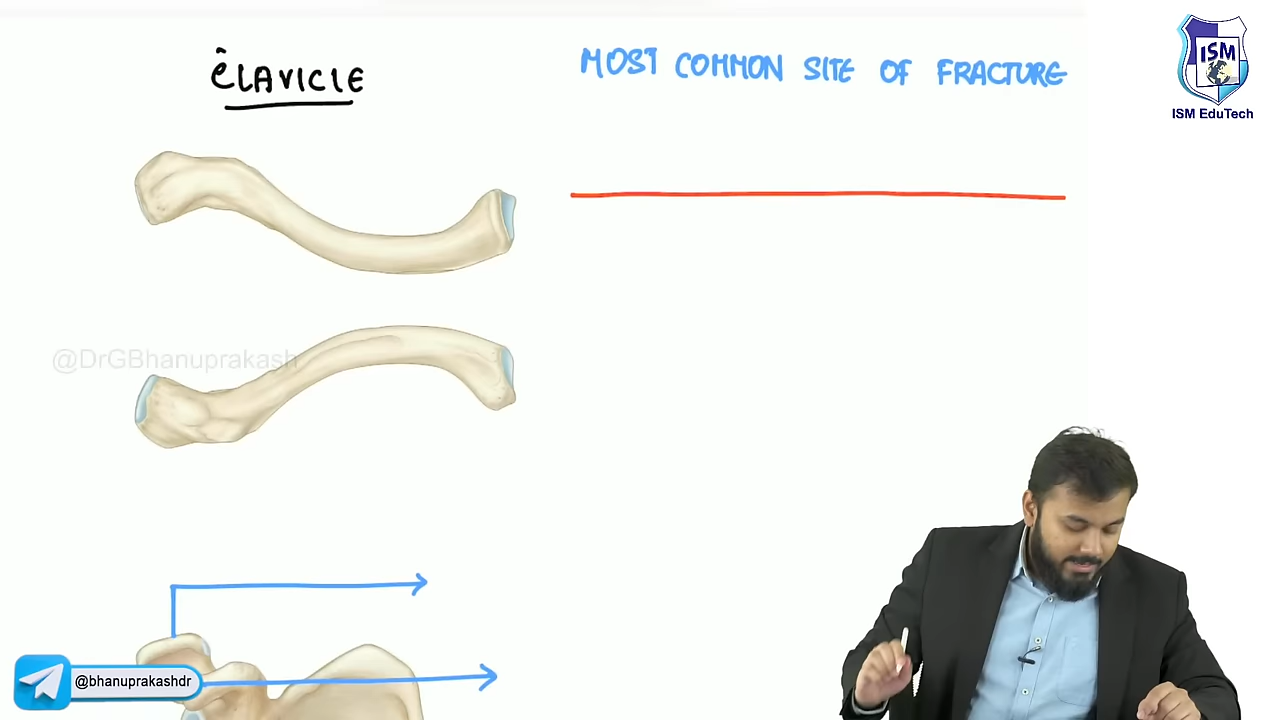 CLAVICLE
MOST COMMON SITE OF FRACTURE
ISM
ISM EduTech
@DrGBhanuprakash
@bhanuprakashdr